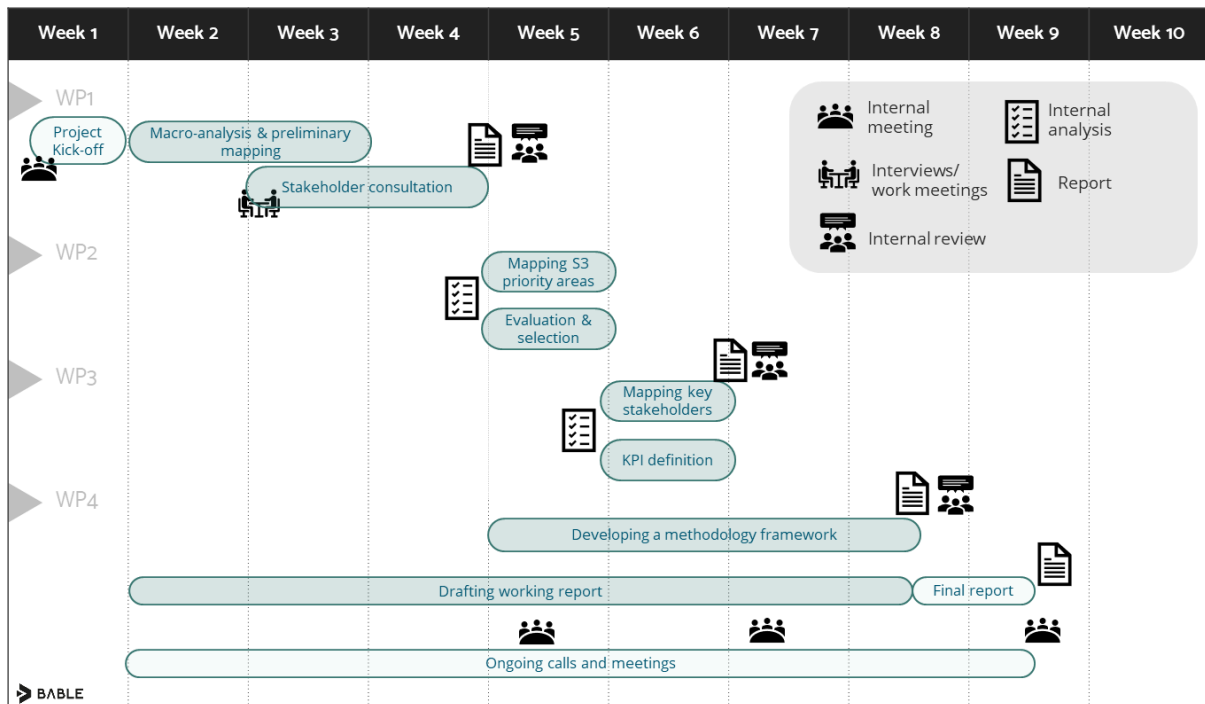 Week 1
Week 2
Week 3
Week 4
Week 5
Week 6
Week 7
Week 8
Week 9
Week 10
WP1
Project
Kick-off
Macro-analysis & preliminary
mapping
Stakeholder consultation
Internal
meeting
Internal
analysis
Interviews/
work meetings
Report
Internal review
WP2
Mapping S3
priority areas
Evaluation &
selection
WP3
Mapping key
stakeholders
KPI definition
WP4
Developing a methodology framework
Drafting working report
Final report
Ongoing calls and meetings
BABLE